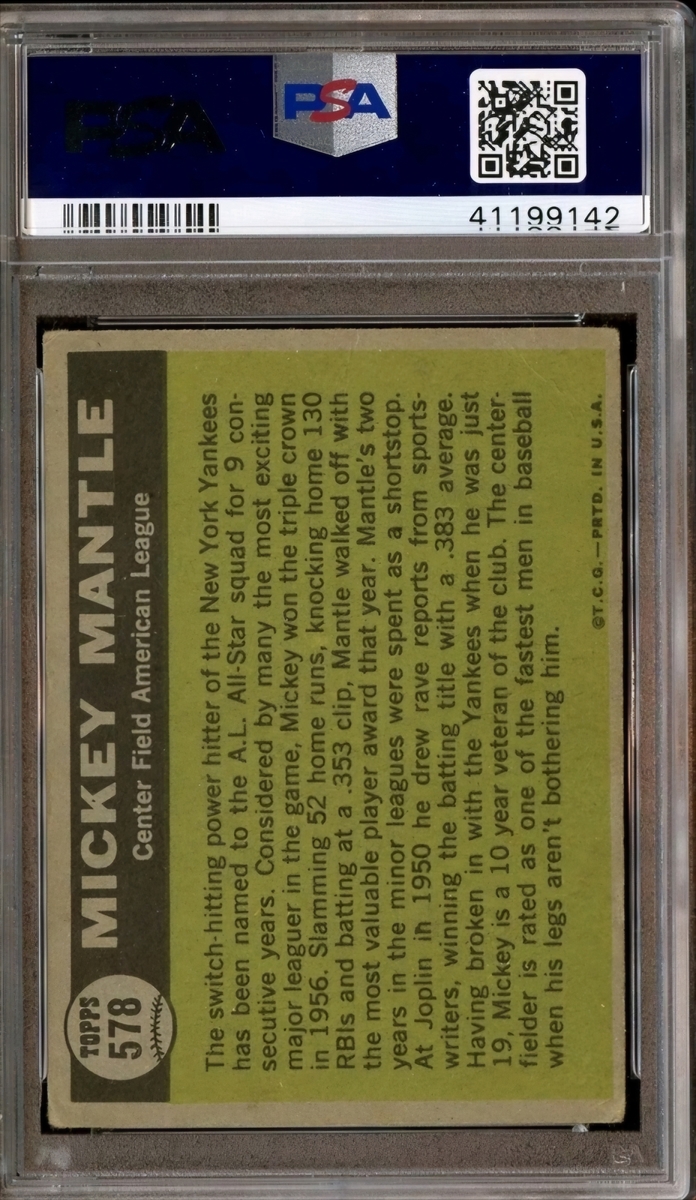 PSA
PSA
41199142
TOPPS
578
MICKEY MANTLE
Center Field American League
The switch-hitting power hitter of the New York Yankees
has been named to the A.L. All-Star squad for 9 con-
secutive years. Considered by many the most exciting
major leaguer in the game, Mickey won the triple crown
in 1956. Slamming 52 home runs, knocking home 130
RBIs and batting at a .353 clip, Mantle walked off with
the most valuable player award that year. Mantle's two
years in the minor leagues were spent as a shortstop.
At Joplin in 1950 he drew rave reports from sports-
writers, winning the batting title with a .383 average.
Having broken in with the Yankees when he was just
19, Mickey is a 10 year veteran of the club. The center-
fielder is rated as one of the fastest men in baseball
when his legs aren't bothering him.
©T.C.G.—PRTD. IN U.S.A.